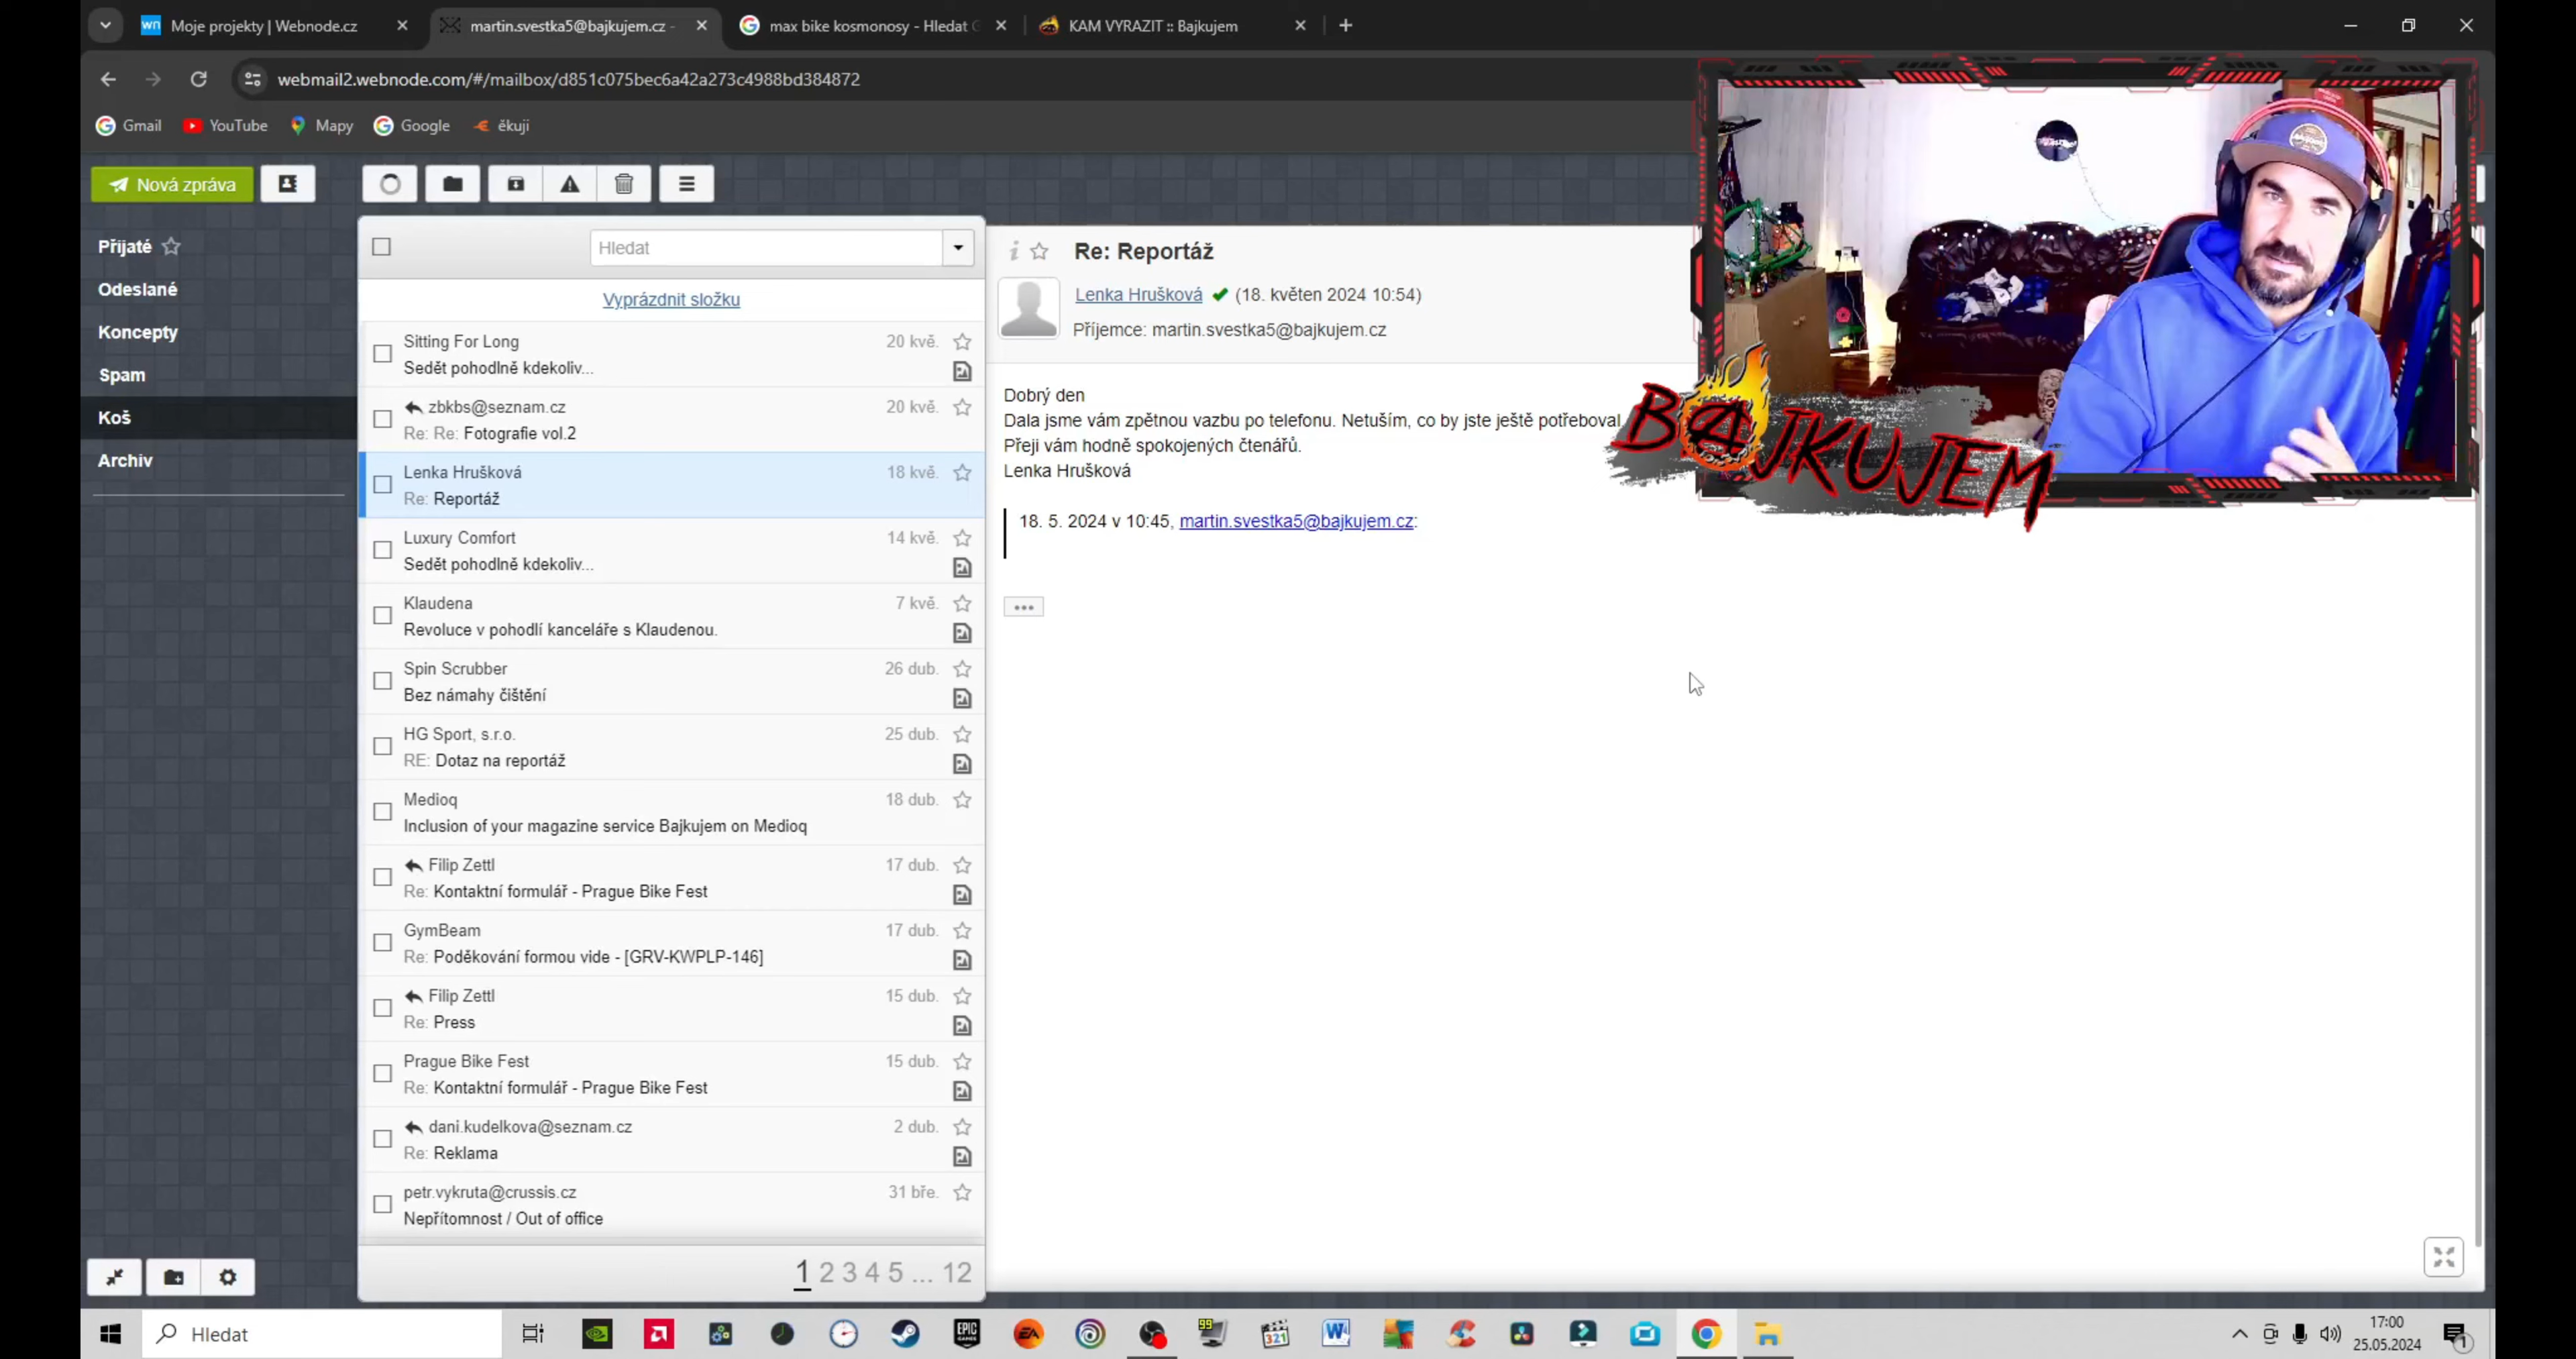 Moje projekty | Webnode.cz
martin.svestka5@bajkujem.cz -
max bike kosmonosy - Hledat G
KAM VYRAZIT :: Bajkujem
webmail2.webnode.com/#/mailbox/d851c075bec6a42a273c4988bd384872
Gmail
YouTube
Mapy
Google
ěkuji
Nová zpráva
Přijaté
Odeslané
Koncepty
Spam
Koš
Archiv
Hledat
Vyprázdnit složku
Sitting For Long 20 kvě.
Sedět pohodlně kdekoliv...
zbkbs@seznam.cz 20 kvě.
Re: Re: Fotografie vol.2
Lenka Hrušková 18 kvě.
Re: Reportáž
Luxury Comfort 14 kvě.
Sedět pohodlně kdekoliv...
Klaudena 7 kvě.
Revoluce v pohodlí kanceláře s Klaudenou.
Spin Scrubber 26 dub.
Bez námahy čištění
HG Sport, s.r.o. 25 dub.
RE: Dotaz na reportáž
Medioq 18 dub.
Inclusion of your magazine service Bajkujem on Medioq
Filip Zettl 17 dub.
Re: Kontaktní formulář - Prague Bike Fest
GymBeam 17 dub.
Re: Poděkování formou vide - [GRV-KWPLP-146]
Filip Zettl 15 dub.
Re: Press
Prague Bike Fest 15 dub.
Re: Kontaktní formulář - Prague Bike Fest
dani.kudelkova@seznam.cz 2 dub.
Re: Reklama
petr.vykruta@crussis.cz 31 bře.
Nepřítomnost / Out of office
1 2 3 4 5 ... 12
Re: Reportáž
Lenka Hrušková (18. květen 2024 10:54)
Příjemce: martin.svestka5@bajkujem.cz
Dobrý den
Dala jsme vám zpětnou vazbu po telefonu. Netuším, co by jste ještě potřeboval.
Přeji vám hodně spokojených čtenářů.
Lenka Hrušková
18. 5. 2024 v 10:45, martin.svestka5@bajkujem.cz:
BAJKUJEM
Hledat
EPIC GAMES
EA
99
321
W
17:00
25.05.2024
1